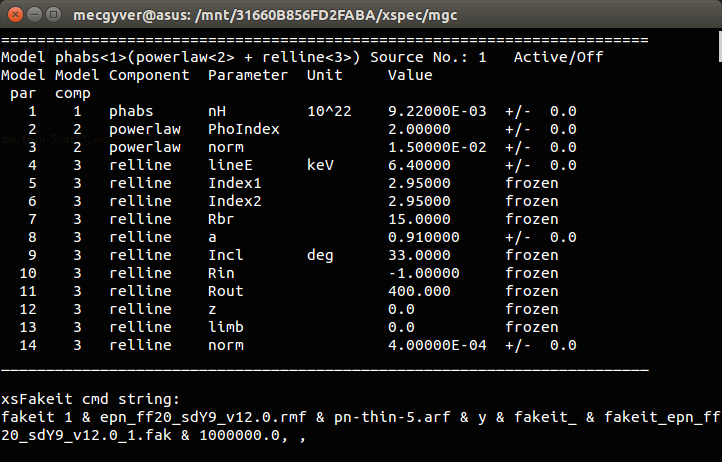 mecgyver@asus: /mnt/31660B856FD2FABA/xspec/mgc
========================================================================
Model phabs<1>(powerlaw<2> + relline<3>) Source No.: 1   Active/Off
Model Model Component  Parameter  Unit     Value
 par  comp
   1    1   phabs      nH         10^22    9.22000E-03  +/-  0.0
   2    2   powerlaw   PhoIndex            2.00000      +/-  0.0
   3    2   powerlaw   norm                1.50000E-02  +/-  0.0
   4    3   relline    lineE      keV      6.40000      +/-  0.0
   5    3   relline    Index1              2.95000      frozen
   6    3   relline    Index2              2.95000      frozen
   7    3   relline    Rbr                 15.0000      frozen
   8    3   relline    a                   0.910000     +/-  0.0
   9    3   relline    Incl       deg      33.0000      frozen
  10    3   relline    Rin                 -1.00000     frozen
  11    3   relline    Rout                400.000      frozen
  12    3   relline    z                   0.0          frozen
  13    3   relline    limb                0.0          frozen
  14    3   relline    norm                4.00000E-04  +/-  0.0
________________________________________________________________________
xsFakeit cmd string:
fakeit 1 & epn_ff20_sdY9_v12.0.rmf & pn-thin-5.arf & y & fakeit_ & fakeit_epn_ff
20_sdY9_v12.0_1.fak & 1000000.0, ,